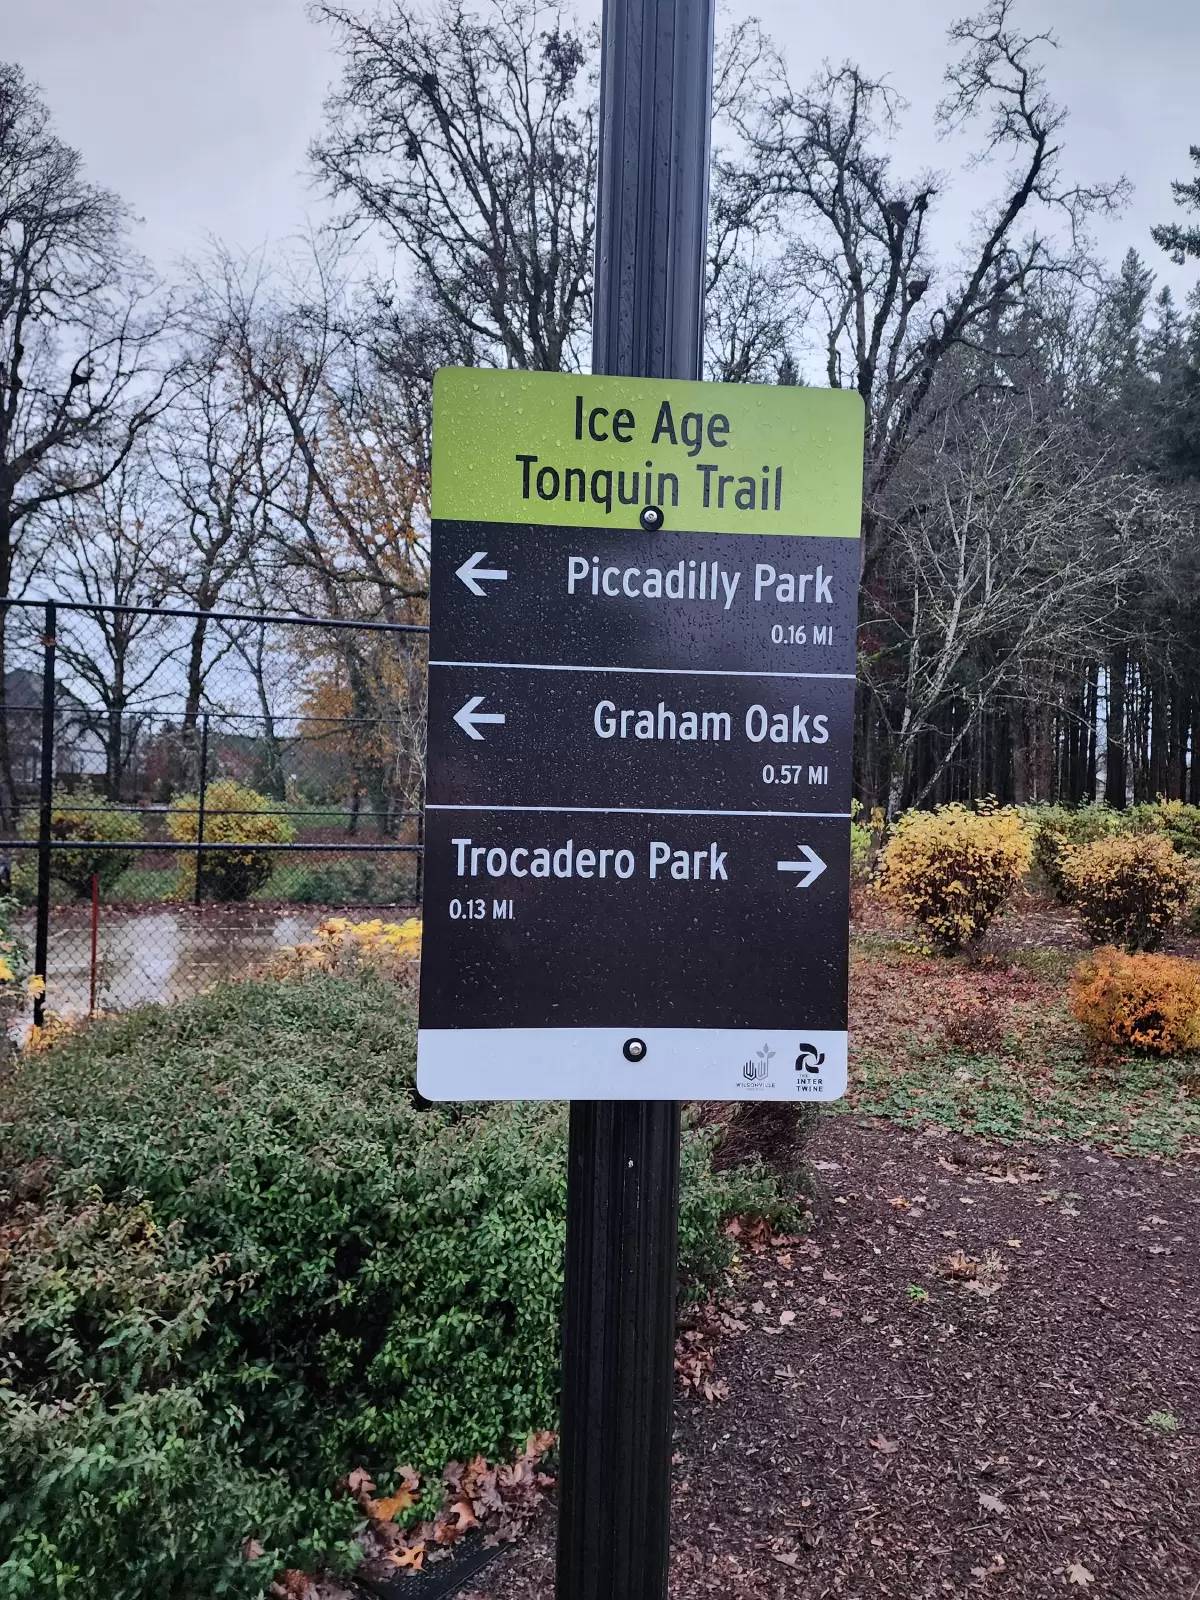 Ice Age
Tonquin Trail
Piccadilly Park
0.16 MI
Graham Oaks
0.57 MI
Trocadero Park
0.13 MI
WILSONVILLE
THE
INTER
TWINE